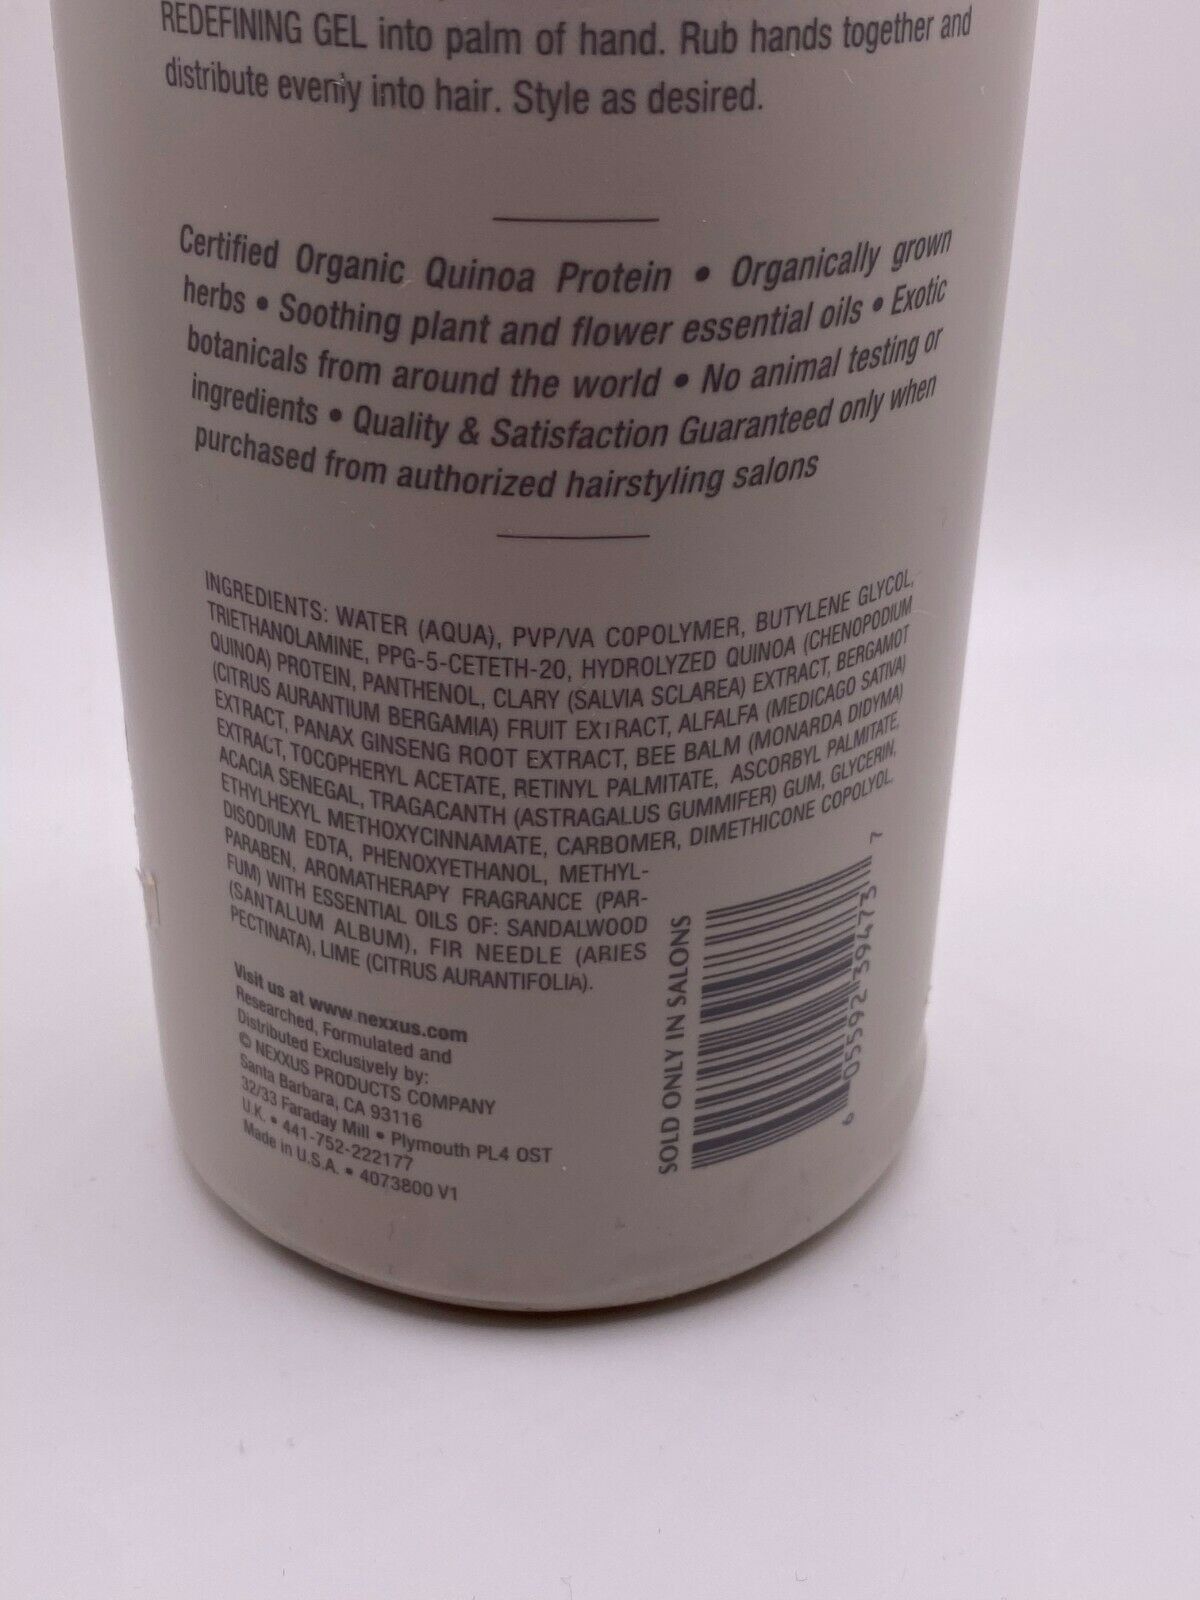 REDEFINING GEL into palm of hand. Rub hands together and
distribute evenly into hair. Style as desired.
Certified Organic Quinoa Protein • Organically grown
herbs • Soothing plant and flower essential oils • Exotic
botanicals from around the world • No animal testing or
ingredients • Quality & Satisfaction Guaranteed only when
purchased from authorized hairstyling salons
INGREDIENTS: WATER (AQUA), PVP/VA COPOLYMER, BUTYLENE GLYCOL,
TRIETHANOLAMINE, PPG-5-CETETH-20, HYDROLYZED QUINOA (CHENOPODIUM
QUINOA) PROTEIN, PANTHENOL, CLARY (SALVIA SCLAREA) EXTRACT, BERGAMOT
(CITRUS AURANTIUM BERGAMIA) FRUIT EXTRACT, ALFALFA (MEDICAGO SATIVA)
EXTRACT, PANAX GINSENG ROOT EXTRACT, BEE BALM (MONARDA DIDYMA)
EXTRACT, TOCOPHERYL ACETATE, RETINYL PALMITATE, ASCORBYL PALMITATE,
ACACIA SENEGAL, TRAGACANTH (ASTRAGALUS GUMMIFER) GUM, GLYCERIN,
ETHYLHEXYL METHOXYCINNAMATE, CARBOMER, DIMETHICONE COPOLYOL,
DISODIUM EDTA, PHENOXYETHANOL, METHYL-
PARABEN, AROMATHERAPY FRAGRANCE (PAR-
FUM) WITH ESSENTIAL OILS OF: SANDALWOOD
(SANTALUM ALBUM), FIR NEEDLE (ARIES
PECTINATA), LIME (CITRUS AURANTIFOLIA).
Visit us at www.nexxus.com
Researched, Formulated and
Distributed Exclusively by:
© NEXXUS PRODUCTS COMPANY
Santa Barbara, CA 93116
32/33 Faraday Mill • Plymouth PL4 OST
U.K. • 441-752-222177
Made in U.S.A. • 4073800 V1
SOLD ONLY IN SALONS
6 05592 39473 7